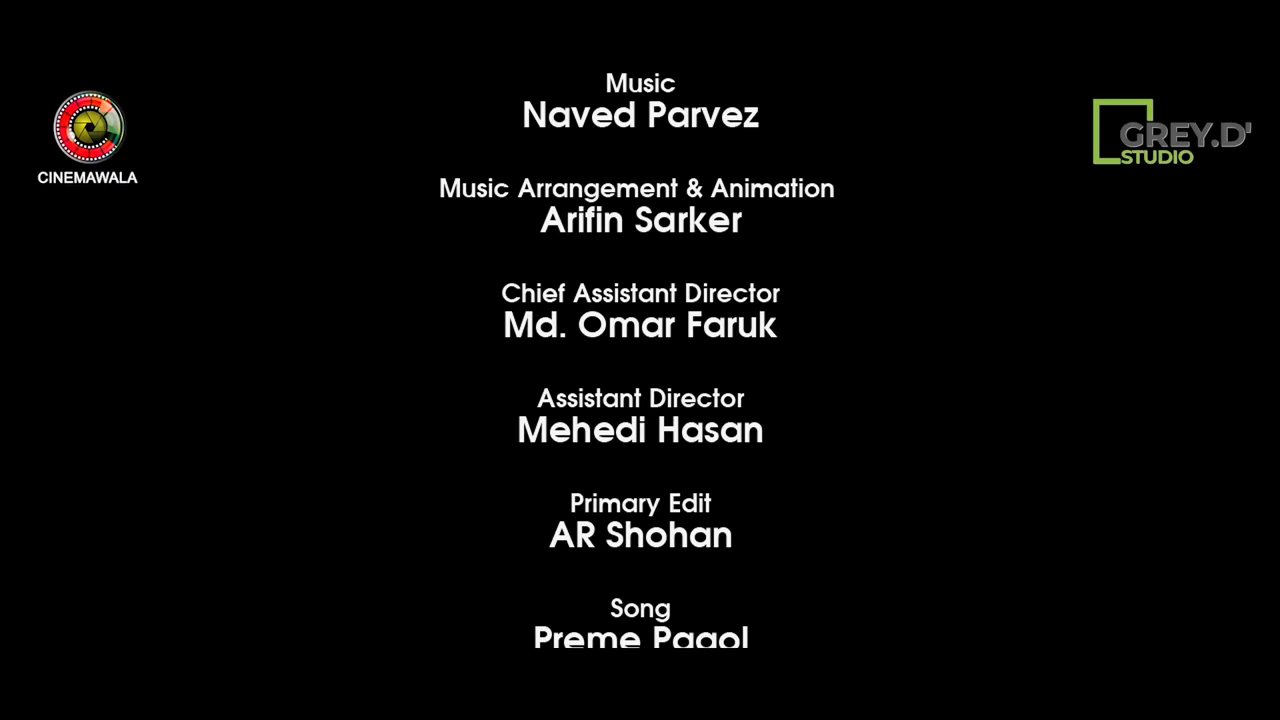 Music
Naved Parvez
CINEMAWALA
GREY.D'
STUDIO
Music Arrangement & Animation
Arifin Sarker
Chief Assistant Director
Md. Omar Faruk
Assistant Director
Mehedi Hasan
Primary Edit
AR Shohan
Song
Preme Pagol